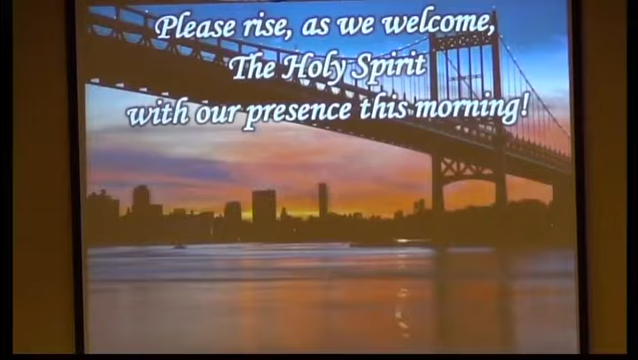 Please rise, as we welcome,
The Holy Spirit
with our presence this morning!